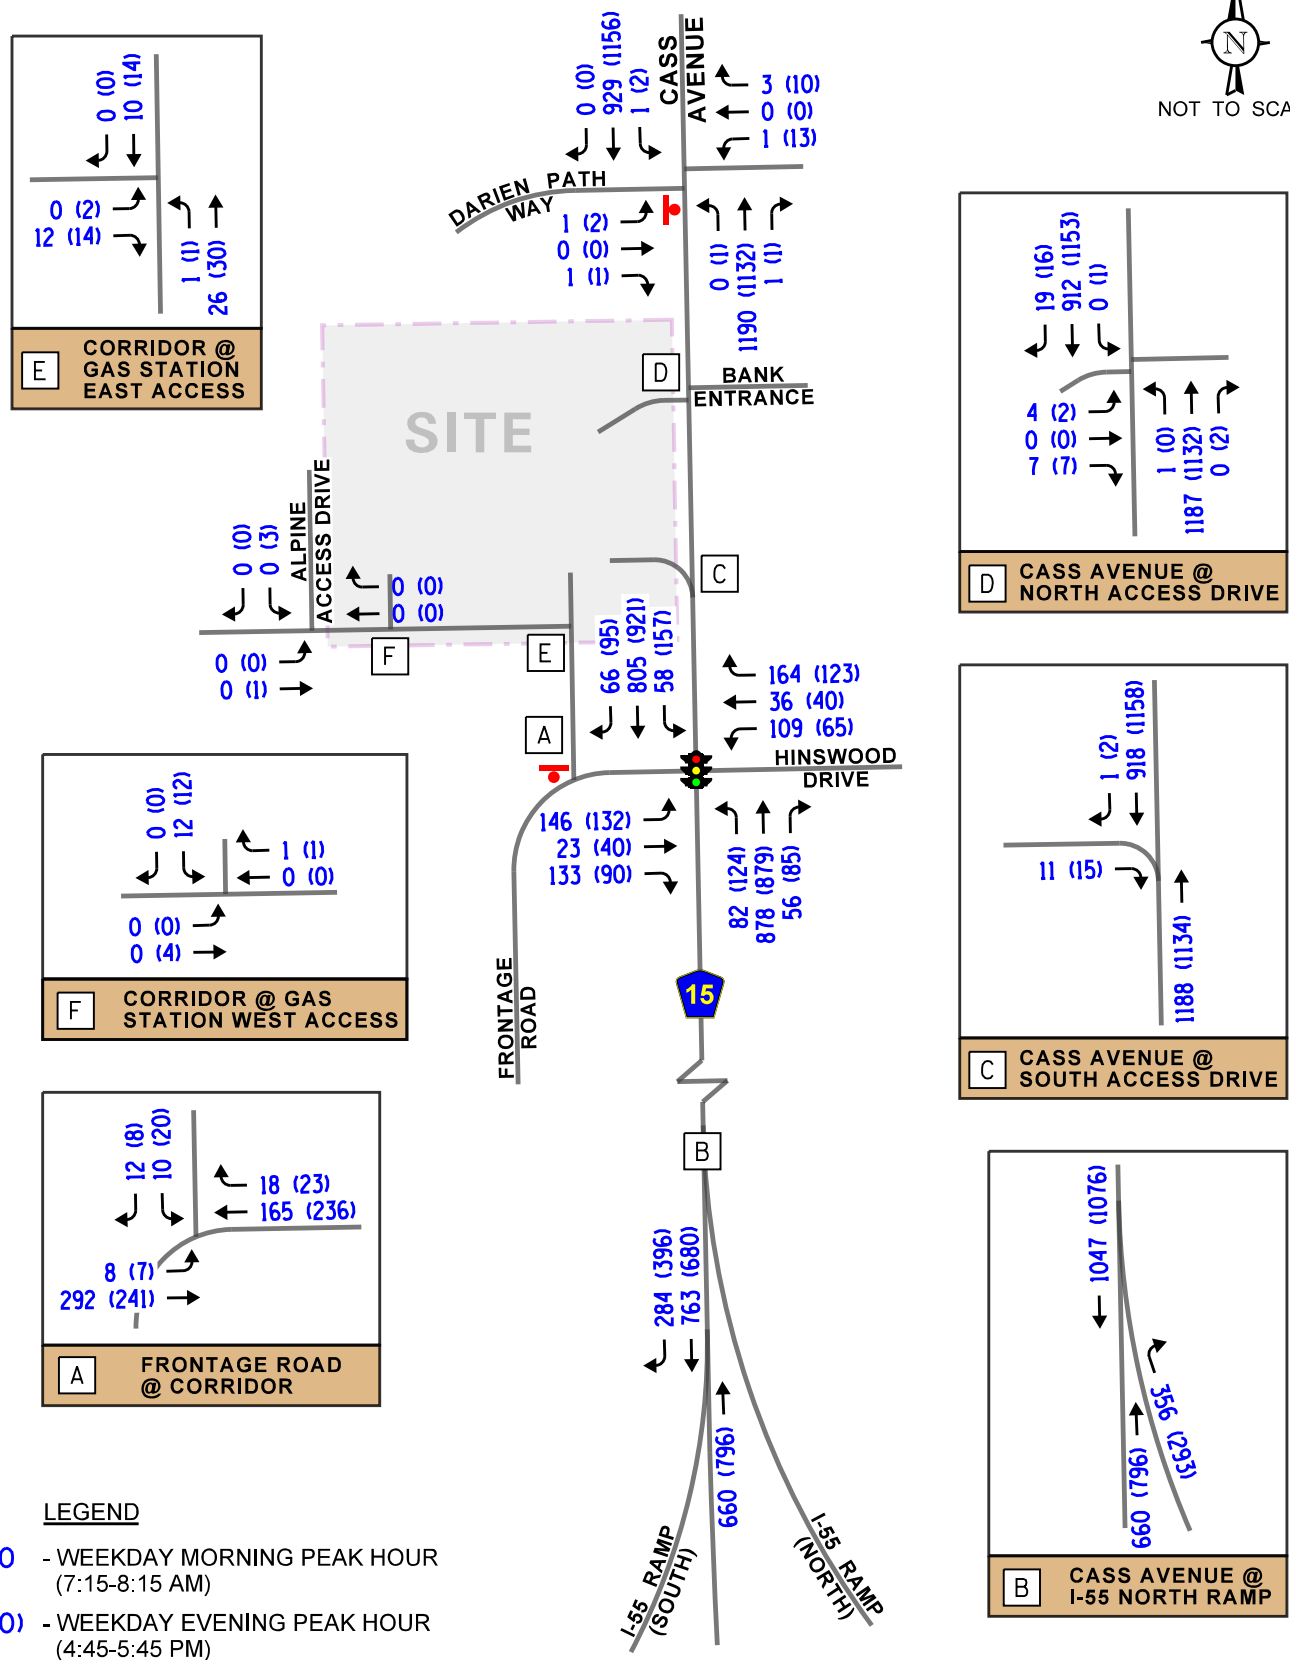 CASS
AVENUE
0 (0)
929 (1156)
1 (2)
3 (10)
0 (0)
1 (13)
DARIEN PATH
WAY
1 (2)
0 (0)
1 (1)
0 (1)
1190 (1132)
1 (1)
N
NOT TO SCA
0 (0)
10 (14)
0 (2)
12 (14)
1 (1)
26 (30)
E
CORRIDOR @
GAS STATION
EAST ACCESS
SITE
D
BANK
ENTRANCE
19 (16)
912 (1153)
0 (1)
4 (2)
0 (0)
7 (7)
1 (0)
1187 (1132)
0 (2)
D
CASS AVENUE @
NORTH ACCESS DRIVE
ALPINE
ACCESS DRIVE
0 (0)
0 (3)
0 (0)
0 (0)
0 (0)
0 (1)
F
E
C
A
66 (95)
805 (921)
58 (157)
164 (123)
36 (40)
109 (65)
HINSWOOD
DRIVE
146 (132)
23 (40)
133 (90)
82 (124)
878 (879)
56 (85)
1 (2)
918 (1158)
11 (15)
1188 (1134)
C
CASS AVENUE @
SOUTH ACCESS DRIVE
0 (0)
12 (12)
1 (1)
0 (0)
0 (0)
0 (4)
F
CORRIDOR @ GAS
STATION WEST ACCESS
FRONTAGE
ROAD
15
B
12 (8)
10 (20)
18 (23)
165 (236)
8 (7)
292 (241)
A
FRONTAGE ROAD
@ CORRIDOR
284 (396)
763 (680)
660 (796)
I-55 RAMP
(SOUTH)
I-55 RAMP
(NORTH)
1047 (1076)
356 (293)
660 (796)
B
CASS AVENUE @
I-55 NORTH RAMP
LEGEND
0 - WEEKDAY MORNING PEAK HOUR
(7:15-8:15 AM)
0) - WEEKDAY EVENING PEAK HOUR
(4:45-5:45 PM)